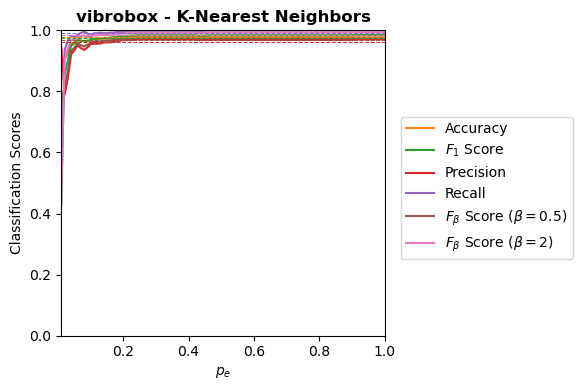 vibrobox - K-Nearest Neighbors
Classification Scores
1.0
0.8
0.6
0.4
0.2
0.0
0.2 0.4 0.6 0.8 1.0
p_e
Accuracy
F_1 Score
Precision
Recall
F_β Score (β = 0.5)
F_β Score (β = 2)